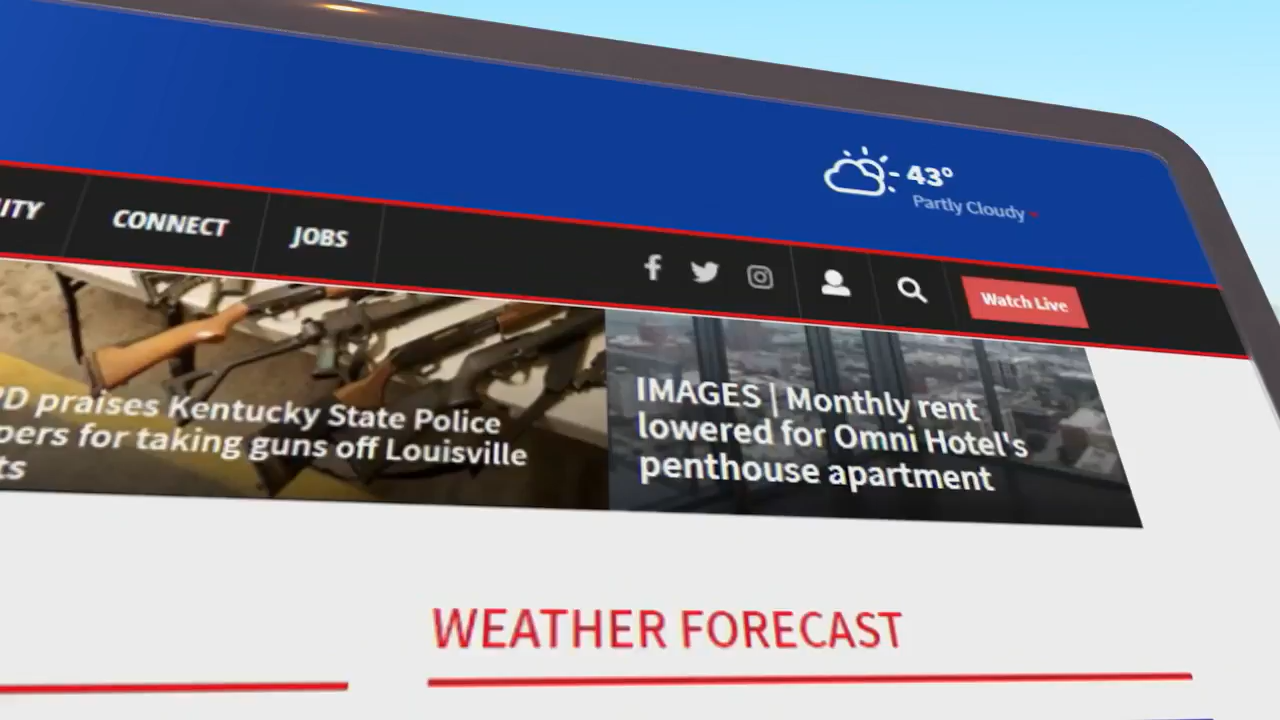 43°
Partly Cloudy
CONNECT
JOBS
Watch Live
praises Kentucky State Police
for taking guns off Louisville
IMAGES | Monthly rent
lowered for Omni Hotel's
penthouse apartment
WEATHER FORECAST